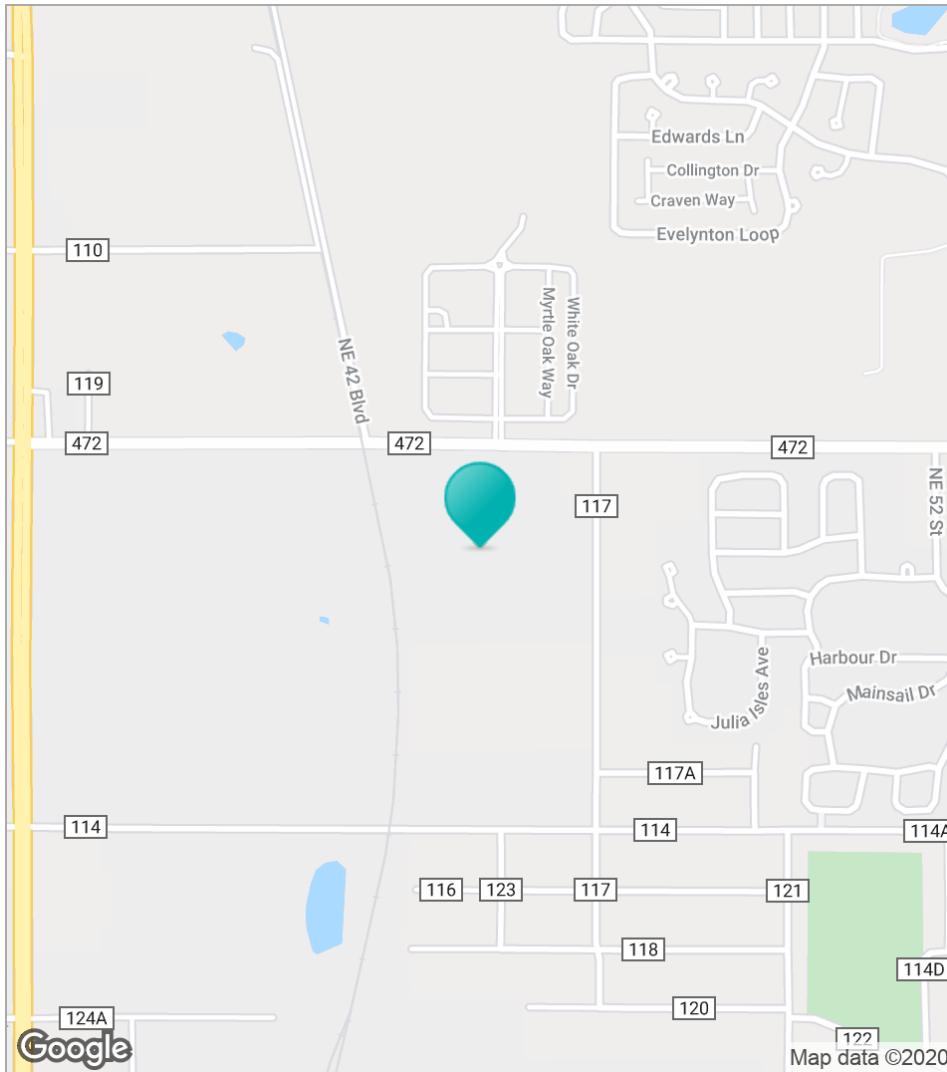 Edwards Ln
Collington Dr
Craven Way
Evelynton Loop
110
White Oak Dr
Myrtle Oak Way
NE 42 Blvd
119
472
472
472
117
NE 52 St
Harbour Dr
Mainsail Dr
Julia Isles Ave
117A
114
114
114A
116
123
117
121
118
114D
124A
120
122
Google
Map data ©2020